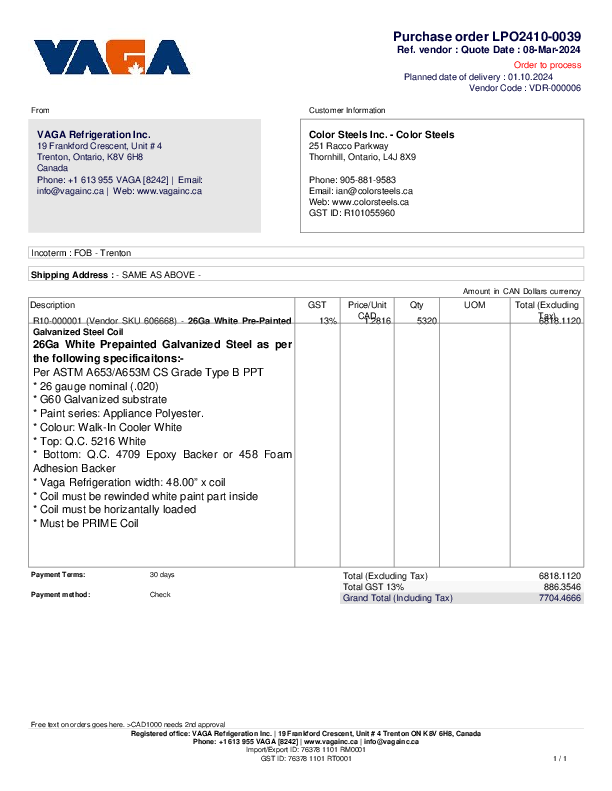 VAGA
Purchase order LPO2410-0039
Ref. vendor : Quote Date : 08-Mar-2024
Order to process
Planned date of delivery : 01.10.2024
Vendor Code : VDR-000006
From
Customer Information
VAGA Refrigeration Inc.
19 Frankford Crescent, Unit # 4
Trenton, Ontario, K8V 6H8
Canada
Phone: +1 613 955 VAGA [8242] | Email:
info@vagainc.ca | Web: www.vagainc.ca
Color Steels Inc. - Color Steels
251 Racco Parkway
Thornhill, Ontario, L4J 8X9
Phone: 905-881-9583
Email: ian@colorsteels.ca
Web: www.colorsteels.ca
GST ID: R101055960
Incoterm : FOB - Trenton
Shipping Address : - SAME AS ABOVE -
Amount in CAN Dollars currency
Description GST Price/Unit CAD Qty UOM Total (Excluding Tax)
R10-000001 (Vendor SKU 606668) - 26Ga White Pre-Painted 13% 1.2816 5320 6818.1120
Galvanized Steel Coil
26Ga White Prepainted Galvanized Steel as per
the following specificaitons:-
Per ASTM A653/A653M CS Grade Type B PPT
* 26 gauge nominal (.020)
* G60 Galvanized substrate
* Paint series: Appliance Polyester.
* Colour: Walk-In Cooler White
* Top: Q.C. 5216 White
* Bottom: Q.C. 4709 Epoxy Backer or 458 Foam
Adhesion Backer
* Vaga Refrigeration width: 48.00” x coil
* Coil must be rewinded white paint part inside
* Coil must be horizantally loaded
* Must be PRIME Coil
Payment Terms: 30 days
Payment method: Check
Total (Excluding Tax) 6818.1120
Total GST 13% 886.3546
Grand Total (Including Tax) 7704.4666
Free text on orders goes here. >CAD1000 needs 2nd approval
Registered office: VAGA Refrigeration Inc. | 19 Frankford Crescent, Unit # 4 Trenton ON K8V 6H8, Canada
Phone: +1 613 955 VAGA [8242] | www.vagainc.ca | info@vagainc.ca
Import/Export ID: 76378 1101 RM0001
GST ID: 76378 1101 RT0001
1 / 1